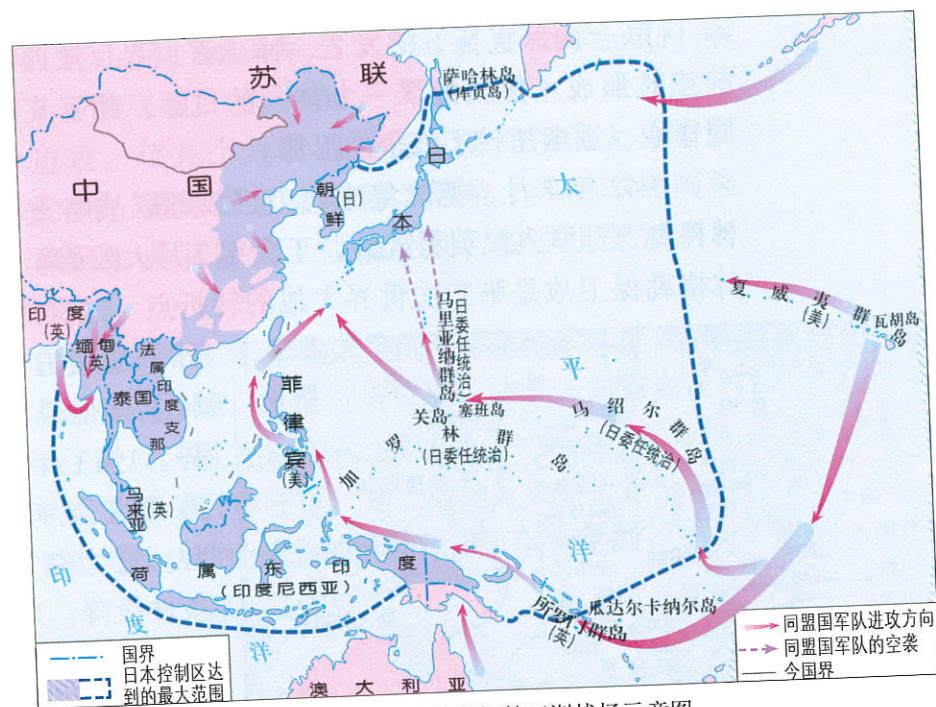 苏联
萨哈林岛
(库页岛)
中国
朝鲜
(日)
日本
太平洋
印度
(英)
缅甸
(英)
泰国
法属印度支那
马里亚纳群岛
(日委任统治)
夏威夷群岛
(美)
瓦胡岛
菲律宾
(美)
关岛
塞班岛
马绍尔群岛
(日委任统治)
加罗林群岛
(日委任统治)
马来亚
(英)
荷属东印度
(印度尼西亚)
印度洋
所罗门群岛
(英)
瓜达尔卡纳尔岛
澳大利亚
国界
日本控制区达
到的最大范围
同盟国军队进攻方向
同盟国军队的空袭
今国界